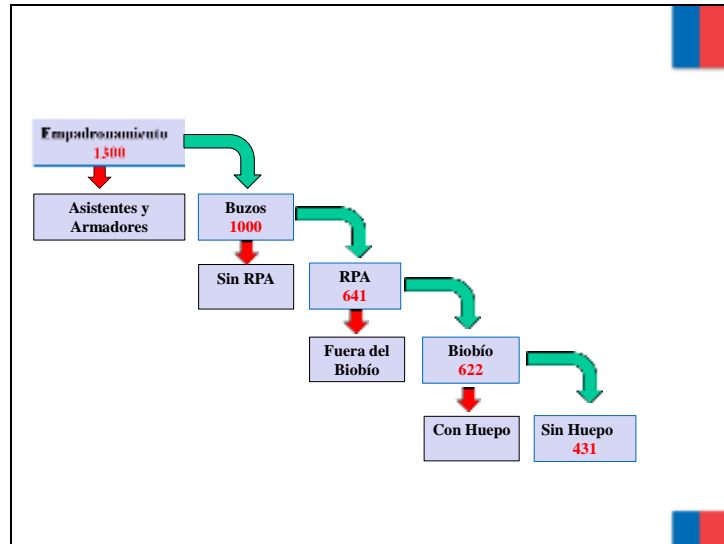 Empadronamiento
1300
Asistentes y
Armadores
Buzos
1000
Sin RPA
RPA
641
Fuera del
Biobío
Biobío
622
Con Huepo
Sin Huepo
431